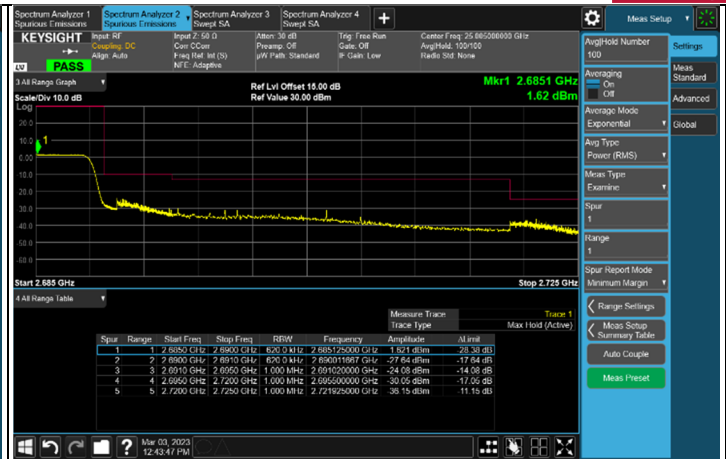 Spectrum Analyzer 1 Spectrum Analyzer 2 Spectrum Analyzer 3 Spectrum Analyzer 4 + Meas Setup
Spurious Emissions Spurious Emissions Swept SA Swept SA
KEYSIGHT Input: RF Input Z: 50 Ω Atten: 30 dB Trig: Free Run Center Freq: 25.005000000 GHz
Coupling: DC Corr CCorr Preamp: Off Gate: Off Avg|Hold: 100/100
Align: Auto Freq Ref: Int (S) µW Path: Standard IF Gain: Low Radio Std: None
NFE: Adaptive
LXI PASS
3 All Range Graph Ref Lvl Offset 15.00 dB Mkr1 2.6851 GHz
Scale/Div 10.0 dB Ref Value 30.00 dBm 1.62 dBm
Log
20.0
10.0
1
0.00
-10.0
-20.0
-30.0
-40.0
-50.0
-60.0
Start 2.685 GHz Stop 2.725 GHz
4 All Range Table
Measure Trace Trace 1
Trace Type Max Hold (Active)
Spur Range Start Freq Stop Freq RBW Frequency Amplitude ΔLimit
1 1 2.6850 GHz 2.6900 GHz 620.0 kHz 2.685125000 GHz 1.621 dBm -28.38 dB
2 2 2.6900 GHz 2.6910 GHz 620.0 kHz 2.690011667 GHz -27.64 dBm -17.64 dB
3 3 2.6910 GHz 2.6950 GHz 1.000 MHz 2.691020000 GHz -24.08 dBm -14.08 dB
4 4 2.6950 GHz 2.7200 GHz 1.000 MHz 2.695500000 GHz -30.05 dBm -17.05 dB
5 5 2.7200 GHz 2.7250 GHz 1.000 MHz 2.721925000 GHz -36.15 dBm -11.15 dB
Avg|Hold Number
100
Averaging
On
Off
Average Mode
Exponential
Avg Type
Power (RMS)
Meas Type
Examine
Spur
1
Range
1
Spur Report Mode
Minimum Margin
Range Settings
Meas Setup
Summary Table
Auto Couple
Meas Preset
Settings
Meas
Standard
Advanced
Global
? Mar 03, 2023
12:43:47 PM